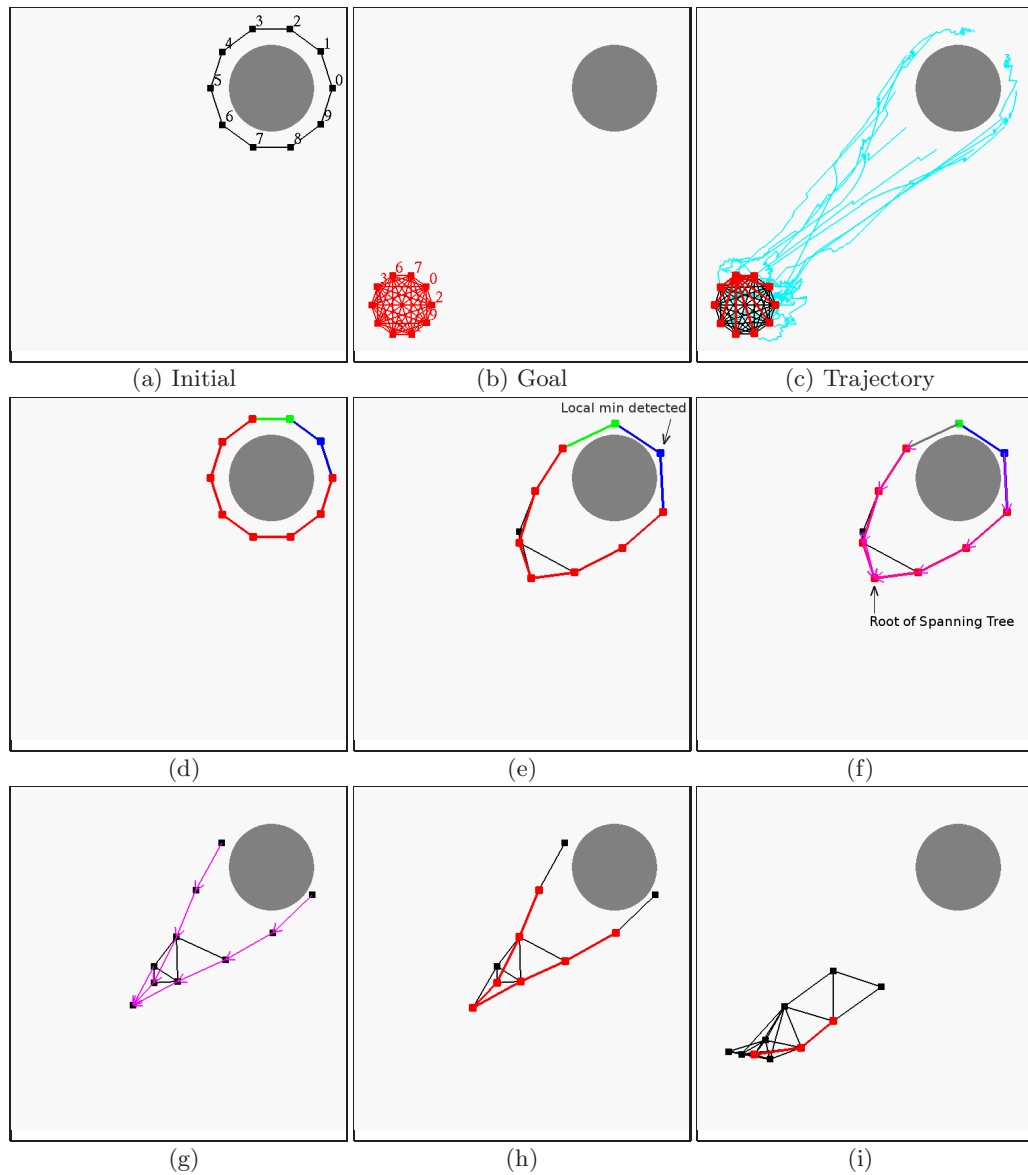 3 2
4 1
5 0
6 9
7 8
6 7
3 0
2
9
3
(a) Initial (b) Goal (c) Trajectory
Local min detected
Root of Spanning Tree
(d) (e) (f)
(g) (h) (i)